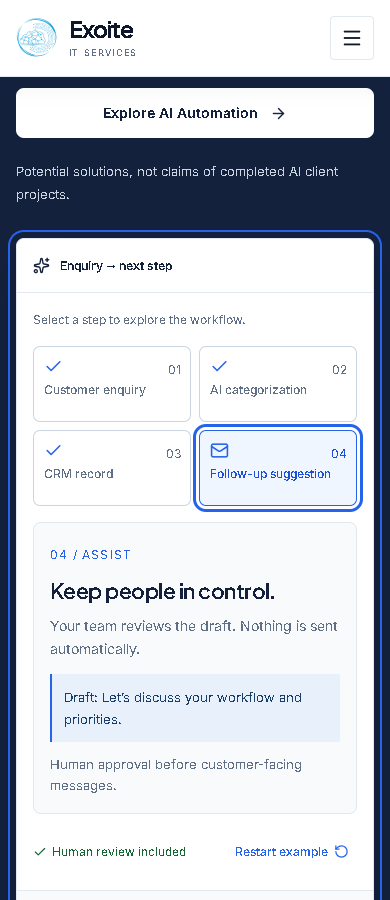 Exoite
IT SERVICES
Explore AI Automation
Potential solutions, not claims of completed AI client
projects.
Enquiry → next step
Select a step to explore the workflow.
01
Customer enquiry
02
AI categorization
03
CRM record
04
Follow-up suggestion
04 / ASSIST
Keep people in control.
Your team reviews the draft. Nothing is sent
automatically.
Draft: Let's discuss your workflow and
priorities.
Human approval before customer-facing
messages.
Human review included
Restart example